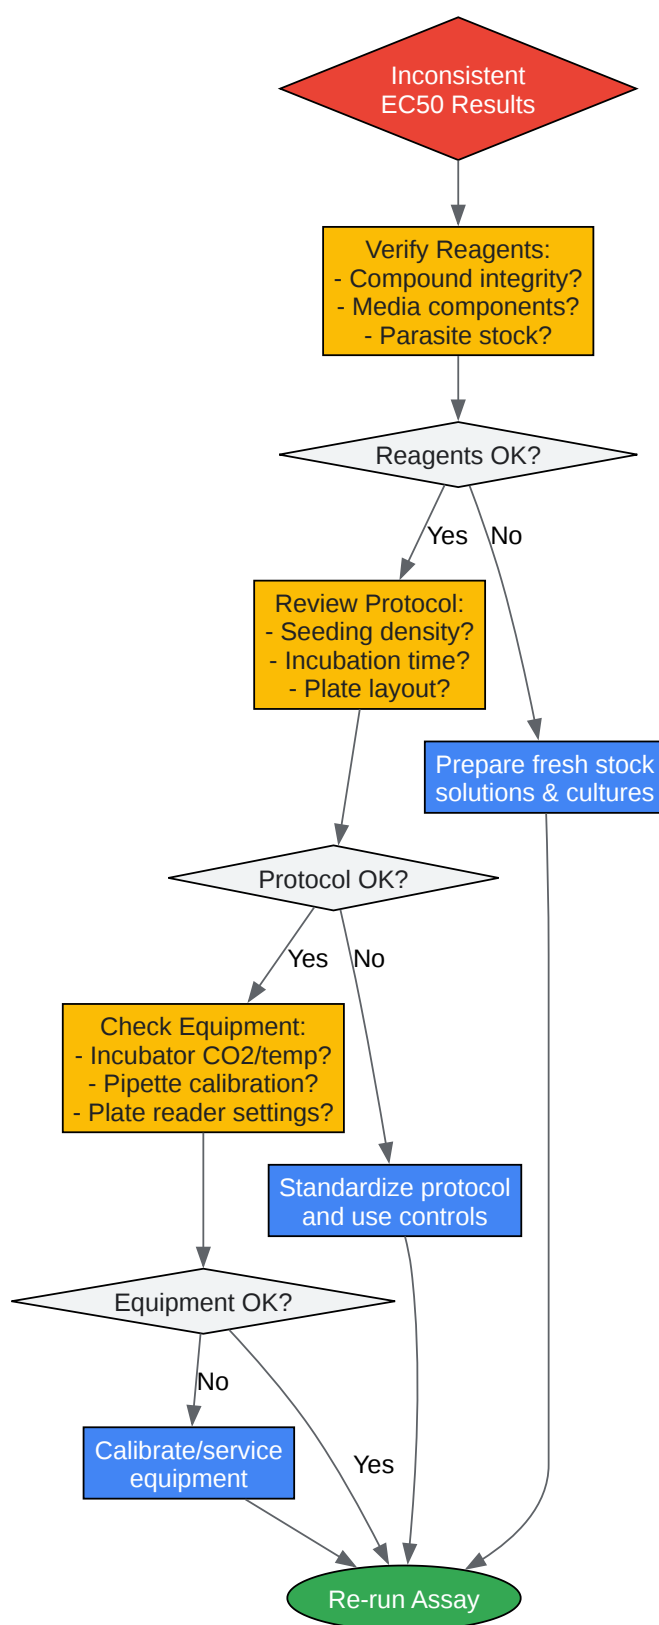 Inconsistent
EC50 Results
Verify Reagents:
- Compound integrity?
- Media components?
- Parasite stock?
Reagents OK?
Yes
No
Review Protocol:
- Seeding density?
- Incubation time?
- Plate layout?
Prepare fresh stock
solutions & cultures
Protocol OK?
Yes
No
Check Equipment:
- Incubator CO2/temp?
- Pipette calibration?
- Plate reader settings?
Standardize protocol
and use controls
Equipment OK?
No
Calibrate/service
equipment
Yes
Re-run Assay